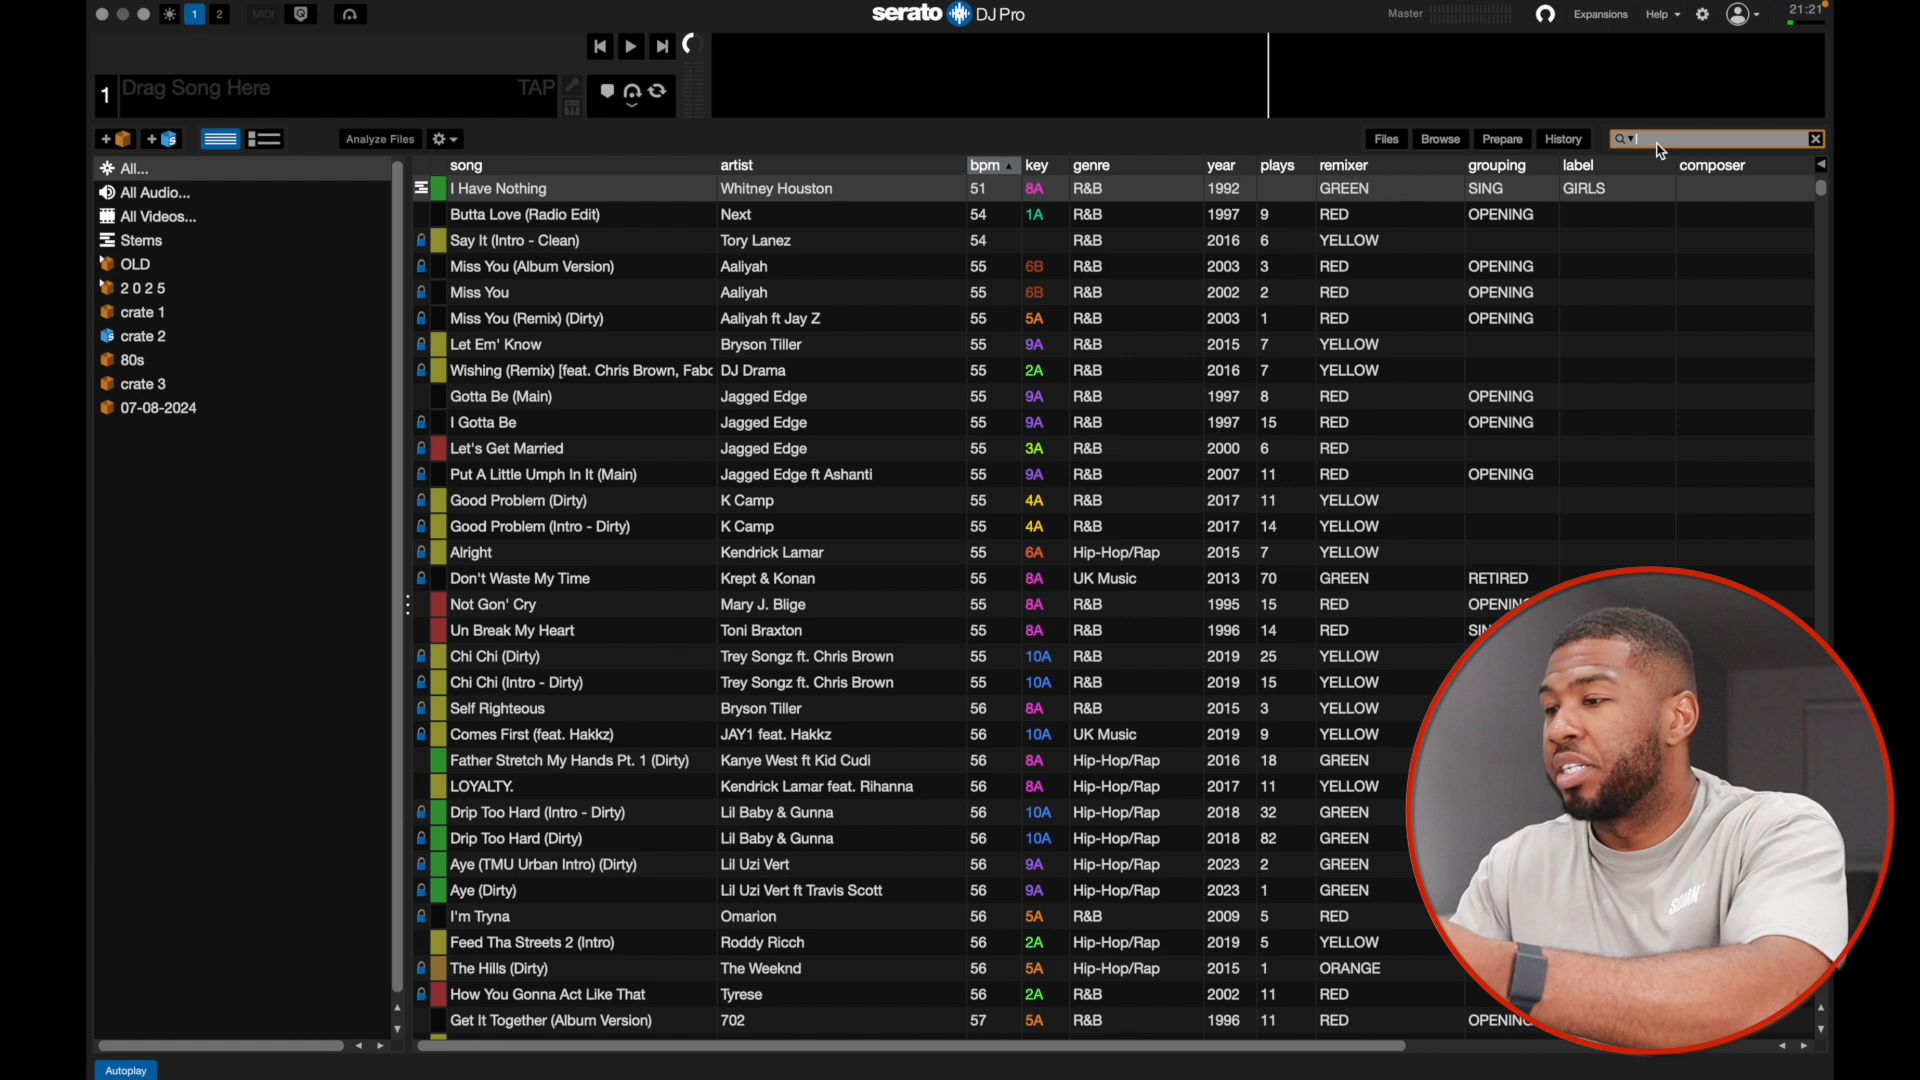 1 2 MIDI serato DJ Pro Master Expansions Help 21:21
1 Drag Song Here TAP
Analyze Files Files Browse Prepare History
All...
All Audio...
All Videos...
Stems
OLD
2 0 2 5
crate 1
crate 2
80s
crate 3
07-08-2024
song artist bpm key genre year plays remixer grouping label composer
I Have Nothing Whitney Houston 51 8A R&B 1992 GREEN SING GIRLS
Butta Love (Radio Edit) Next 54 1A R&B 1997 9 RED OPENING
Say It (Intro - Clean) Tory Lanez 54 R&B 2016 6 YELLOW
Miss You (Album Version) Aaliyah 55 6B R&B 2003 3 RED OPENING
Miss You Aaliyah 55 6B R&B 2002 2 RED OPENING
Miss You (Remix) (Dirty) Aaliyah ft Jay Z 55 5A R&B 2003 1 RED OPENING
Let Em' Know Bryson Tiller 55 9A R&B 2015 7 YELLOW
Wishing (Remix) [feat. Chris Brown, Fabo DJ Drama 55 2A R&B 2016 7 YELLOW
Gotta Be (Main) Jagged Edge 55 9A R&B 1997 8 RED OPENING
I Gotta Be Jagged Edge 55 9A R&B 1997 15 RED OPENING
Let's Get Married Jagged Edge 55 3A R&B 2000 6 RED
Put A Little Umph In It (Main) Jagged Edge ft Ashanti 55 9A R&B 2007 11 RED OPENING
Good Problem (Dirty) K Camp 55 4A R&B 2017 11 YELLOW
Good Problem (Intro - Dirty) K Camp 55 4A R&B 2017 14 YELLOW
Alright Kendrick Lamar 55 6A Hip-Hop/Rap 2015 7 YELLOW
Don't Waste My Time Krept & Konan 55 8A UK Music 2013 70 GREEN RETIRED
Not Gon' Cry Mary J. Blige 55 8A R&B 1995 15 RED OPENING
Un Break My Heart Toni Braxton 55 8A R&B 1996 14 RED SIN
Chi Chi (Dirty) Trey Songz ft. Chris Brown 55 10A R&B 2019 25 YELLOW
Chi Chi (Intro - Dirty) Trey Songz ft. Chris Brown 55 10A R&B 2019 15 YELLOW
Self Righteous Bryson Tiller 56 8A R&B 2015 3 YELLOW
Comes First (feat. Hakkz) JAY1 feat. Hakkz 56 10A UK Music 2019 9 YELLOW
Father Stretch My Hands Pt. 1 (Dirty) Kanye West ft Kid Cudi 56 8A Hip-Hop/Rap 2016 18 GREEN
LOYALTY. Kendrick Lamar feat. Rihanna 56 8A Hip-Hop/Rap 2017 11 YELLOW
Drip Too Hard (Intro - Dirty) Lil Baby & Gunna 56 10A Hip-Hop/Rap 2018 32 GREEN
Drip Too Hard (Dirty) Lil Baby & Gunna 56 10A Hip-Hop/Rap 2018 82 GREEN
Aye (TMU Urban Intro) (Dirty) Lil Uzi Vert 56 9A Hip-Hop/Rap 2023 2 GREEN
Aye (Dirty) Lil Uzi Vert ft Travis Scott 56 9A Hip-Hop/Rap 2023 1 GREEN
I'm Tryna Omarion 56 5A R&B 2009 5 RED
Feed Tha Streets 2 (Intro) Roddy Ricch 56 2A Hip-Hop/Rap 2019 5 YELLOW
The Hills (Dirty) The Weeknd 56 5A Hip-Hop/Rap 2015 1 ORANGE
How You Gonna Act Like That Tyrese 56 2A R&B 2002 11 RED
Get It Together (Album Version) 702 57 5A R&B 1996 11 RED OPENING
Autoplay